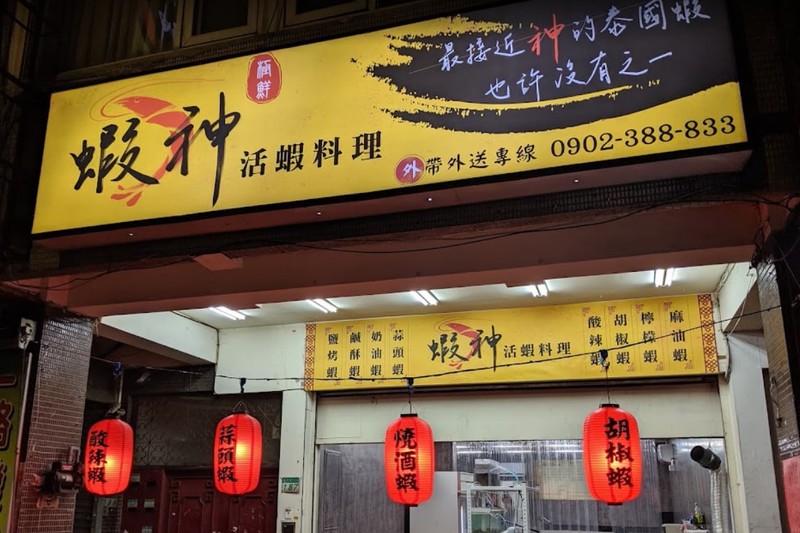 極鮮
蝦神
活蝦料理
最接近神的泰國蝦
也许沒有之一
外帶外送專線 0902-388-833
鹽烤蝦
鹹酥蝦
奶油蝦
蒜頭蝦
蝦神
活蝦料理
酸辣蝦
胡椒蝦
檸檬蝦
麻油蝦
酸辣蝦
蒜頭蝦
燒酒蝦
胡椒蝦